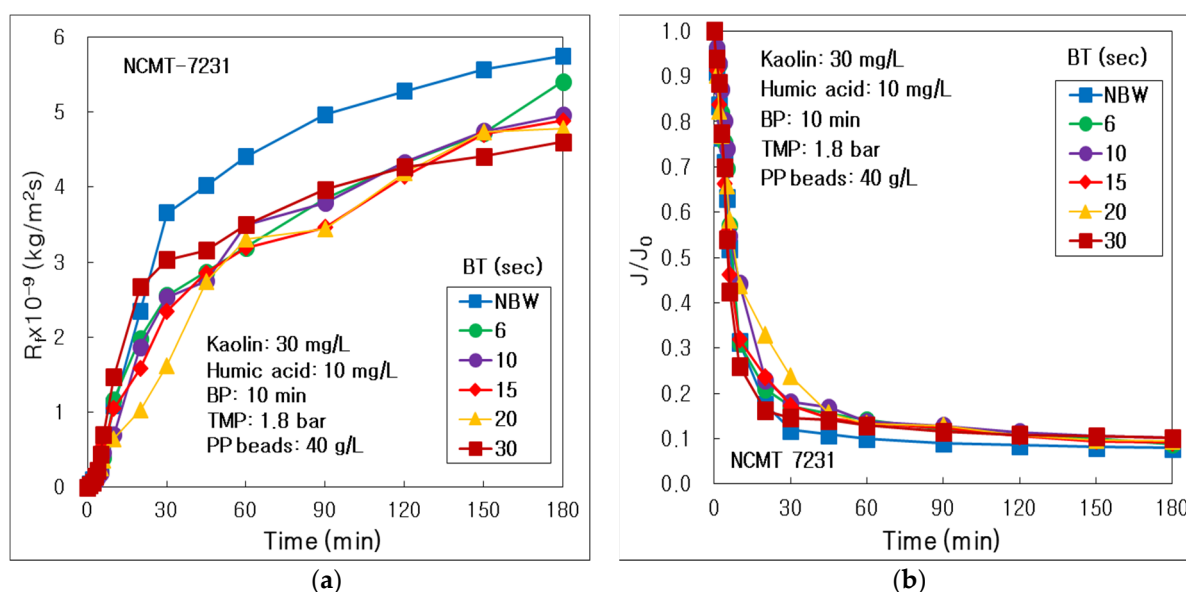 6
5
4
3
2
1
0
0 30 60 90 120 150 180
Rfx10⁻⁹ (kg/m²s)
Time (min)
NCMT-7231
BT (sec)
NBW
6
10
15
20
30
Kaolin: 30 mg/L
Humic acid: 10 mg/L
BP: 10 min
TMP: 1.8 bar
PP beads: 40 g/L
(a)
1.0
0.9
0.8
0.7
0.6
0.5
0.4
0.3
0.2
0.1
0.0
0 30 60 90 120 150 180
J/J₀
Time (min)
Kaolin: 30 mg/L
Humic acid: 10 mg/L
BP: 10 min
TMP: 1.8 bar
PP beads: 40 g/L
BT (sec)
NBW
6
10
15
20
30
NCMT 7231
(b)